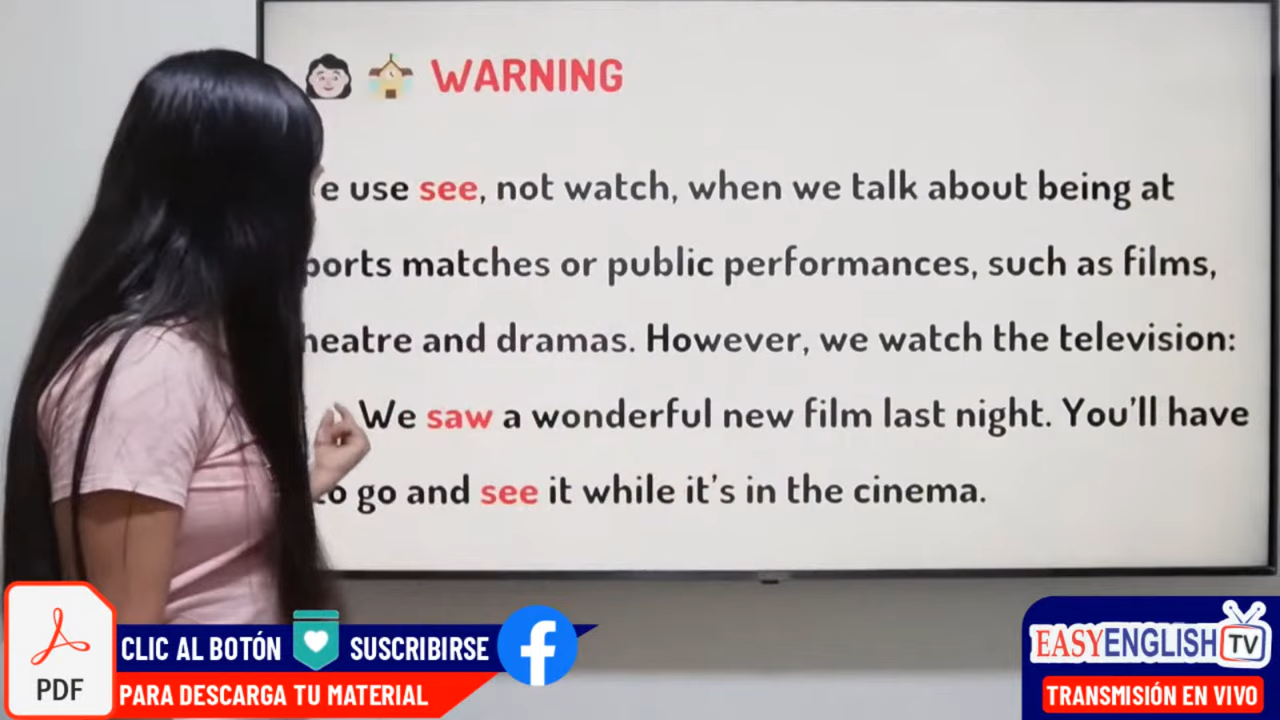 WARNING
e use see, not watch, when we talk about being at
ports matches or public performances, such as films,
heatre and dramas. However, we watch the television:
We saw a wonderful new film last night. You'll have
to go and see it while it's in the cinema.
PDF
CLIC AL BOTÓN SUSCRIBIRSE
PARA DESCARGA TU MATERIAL
EASYENGLISH TV
TRANSMISIÓN EN VIVO